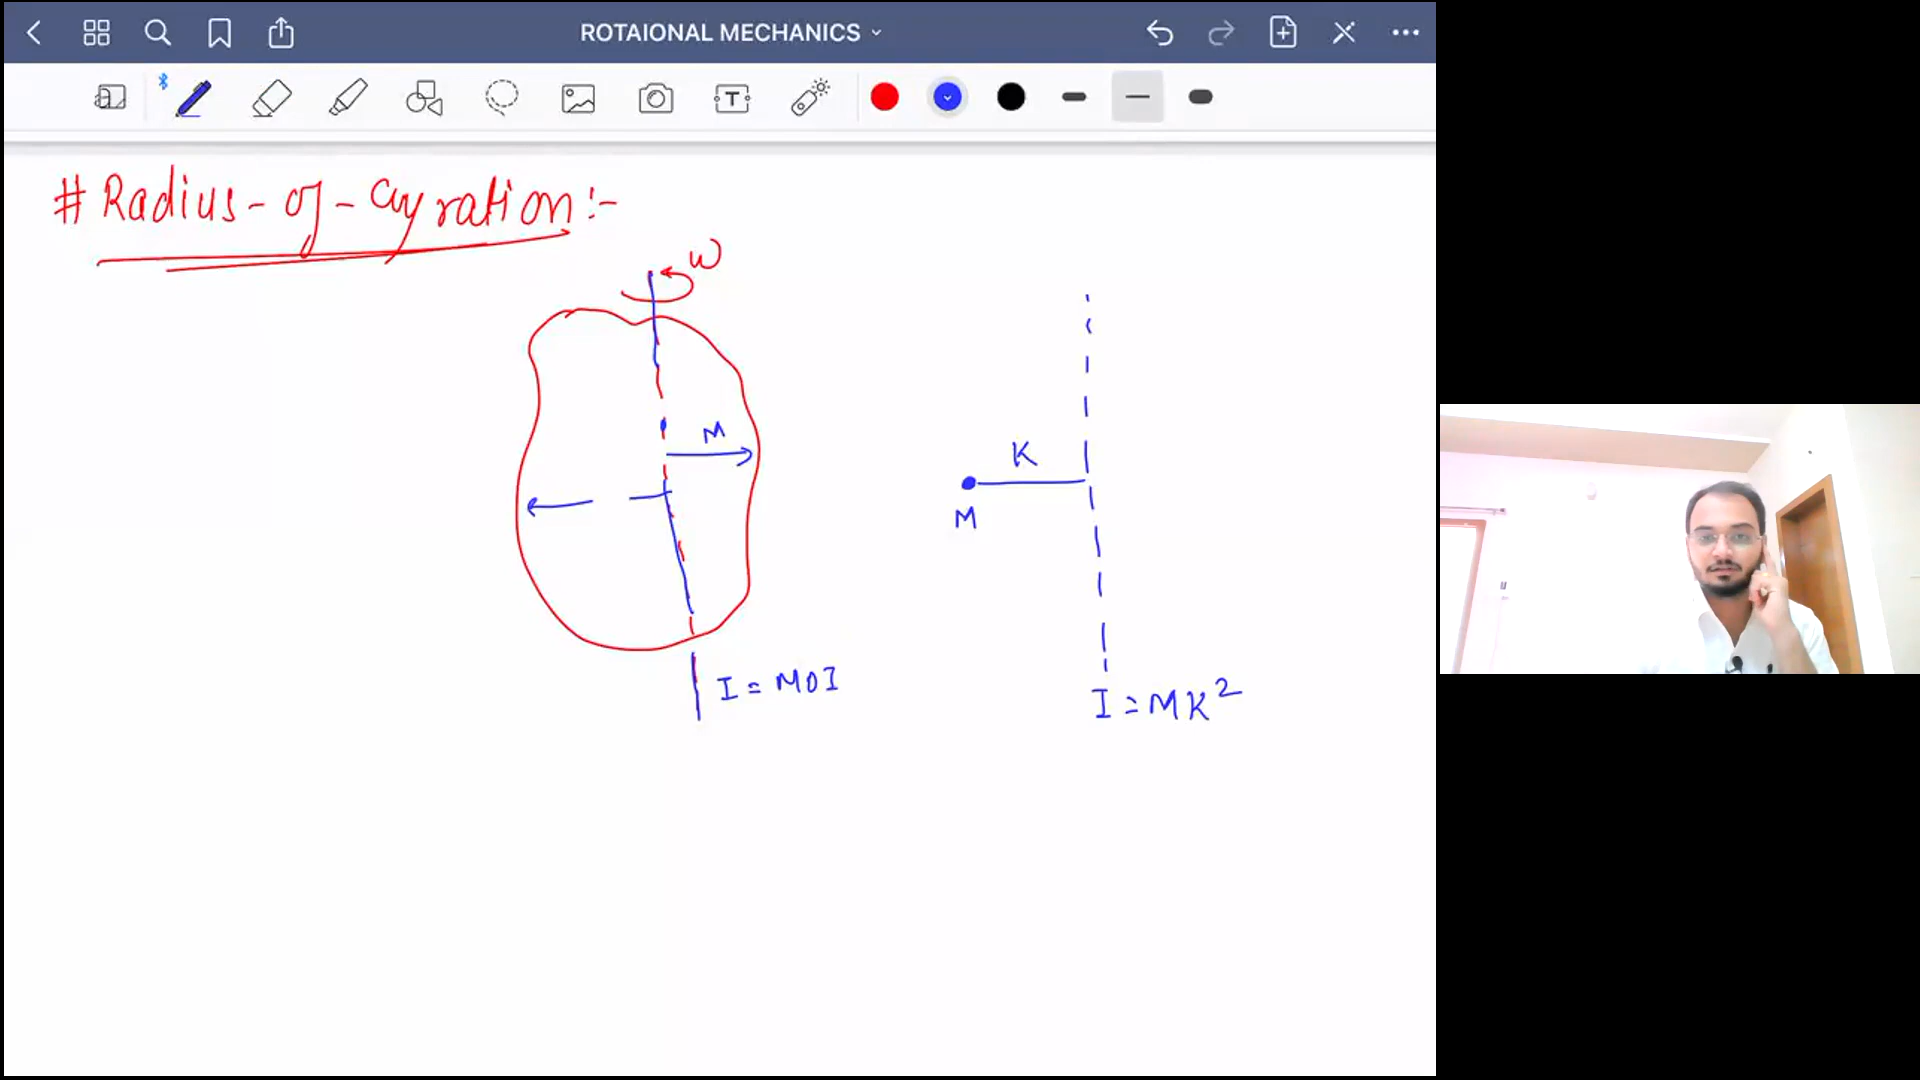 ROTAIONAL MECHANICS
# Radius-of-Gyration:-
ω
M
K
M
I = MOI
I = MK²